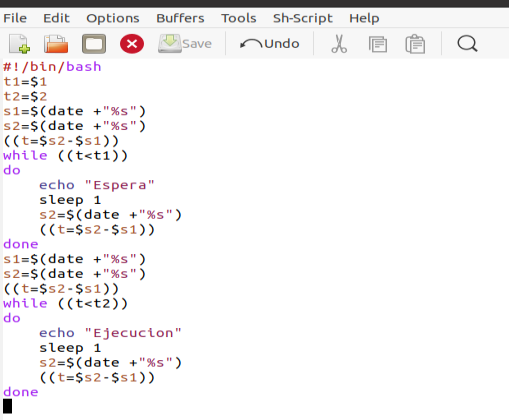 File Edit Options Buffers Tools Sh-Script Help
Save Undo
#!/bin/bash
t1=$1
t2=$2
s1=$(date +"%s")
s2=$(date +"%s")
((t=$s2-$s1))
while ((t<t1))
do
    echo "Espera"
    sleep 1
    s2=$(date +"%s")
    ((t=$s2-$s1))
done
s1=$(date +"%s")
s2=$(date +"%s")
((t=$s2-$s1))
while ((t<t2))
do
    echo "Ejecucion"
    sleep 1
    s2=$(date +"%s")
    ((t=$s2-$s1))
done